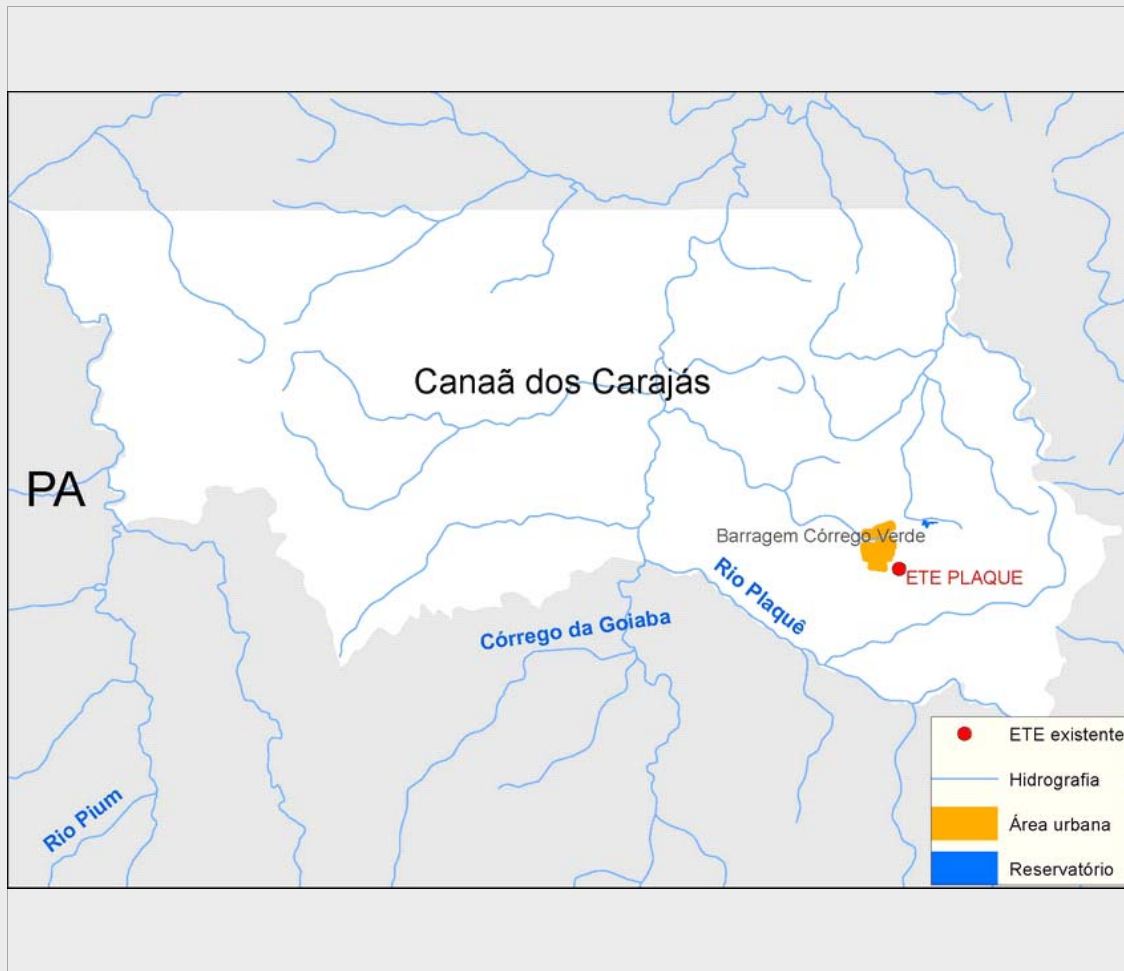 Canaã dos Carajás
PA
Barragem Córrego Verde
ETE PLAQUE
Rio Plaquê
Córrego da Goiaba
Rio Pium
ETE existente
Hidrografia
Área urbana
Reservatório